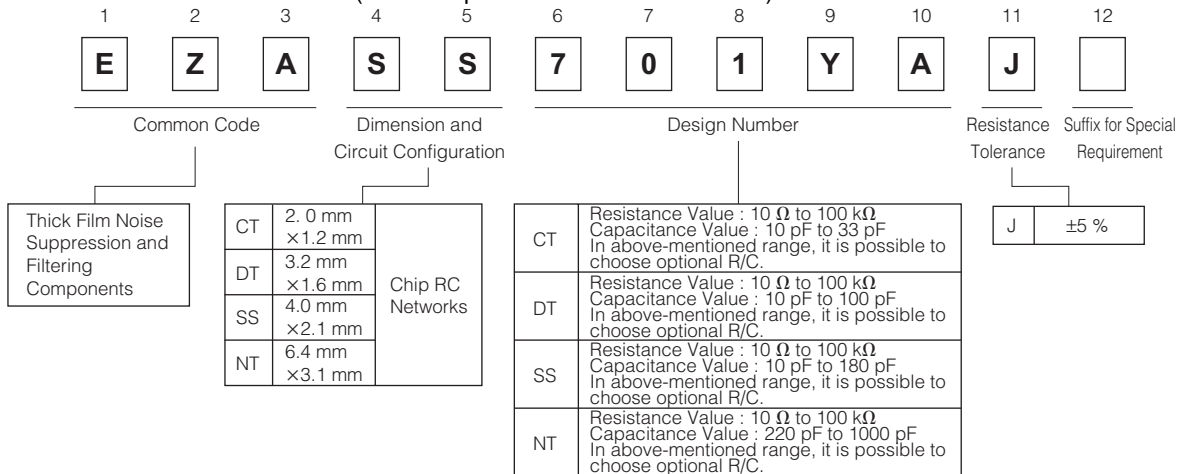 1 2 3 4 5 6 7 8 9 10 11 12
E Z A S S 7 0 1 Y A J
Common Code
Dimension and
Circuit Configuration
Design Number
Resistance
Tolerance
Suffix for Special
Requirement
Thick Film Noise
Suppression and
Filtering
Components
CT 2. 0 mm
×1.2 mm
DT 3.2 mm
×1.6 mm
SS 4.0 mm
×2.1 mm
NT 6.4 mm
×3.1 mm
Chip RC
Networks
CT
Resistance Value : 10 Ω to 100 kΩ
Capacitance Value : 10 pF to 33 pF
In above-mentioned range, it is possible to
choose optional R/C.
DT
Resistance Value : 10 Ω to 100 kΩ
Capacitance Value : 10 pF to 100 pF
In above-mentioned range, it is possible to
choose optional R/C.
SS
Resistance Value : 10 Ω to 100 kΩ
Capacitance Value : 10 pF to 180 pF
In above-mentioned range, it is possible to
choose optional R/C.
NT
Resistance Value : 10 Ω to 100 kΩ
Capacitance Value : 220 pF to 1000 pF
In above-mentioned range, it is possible to
choose optional R/C.
J ±5 %